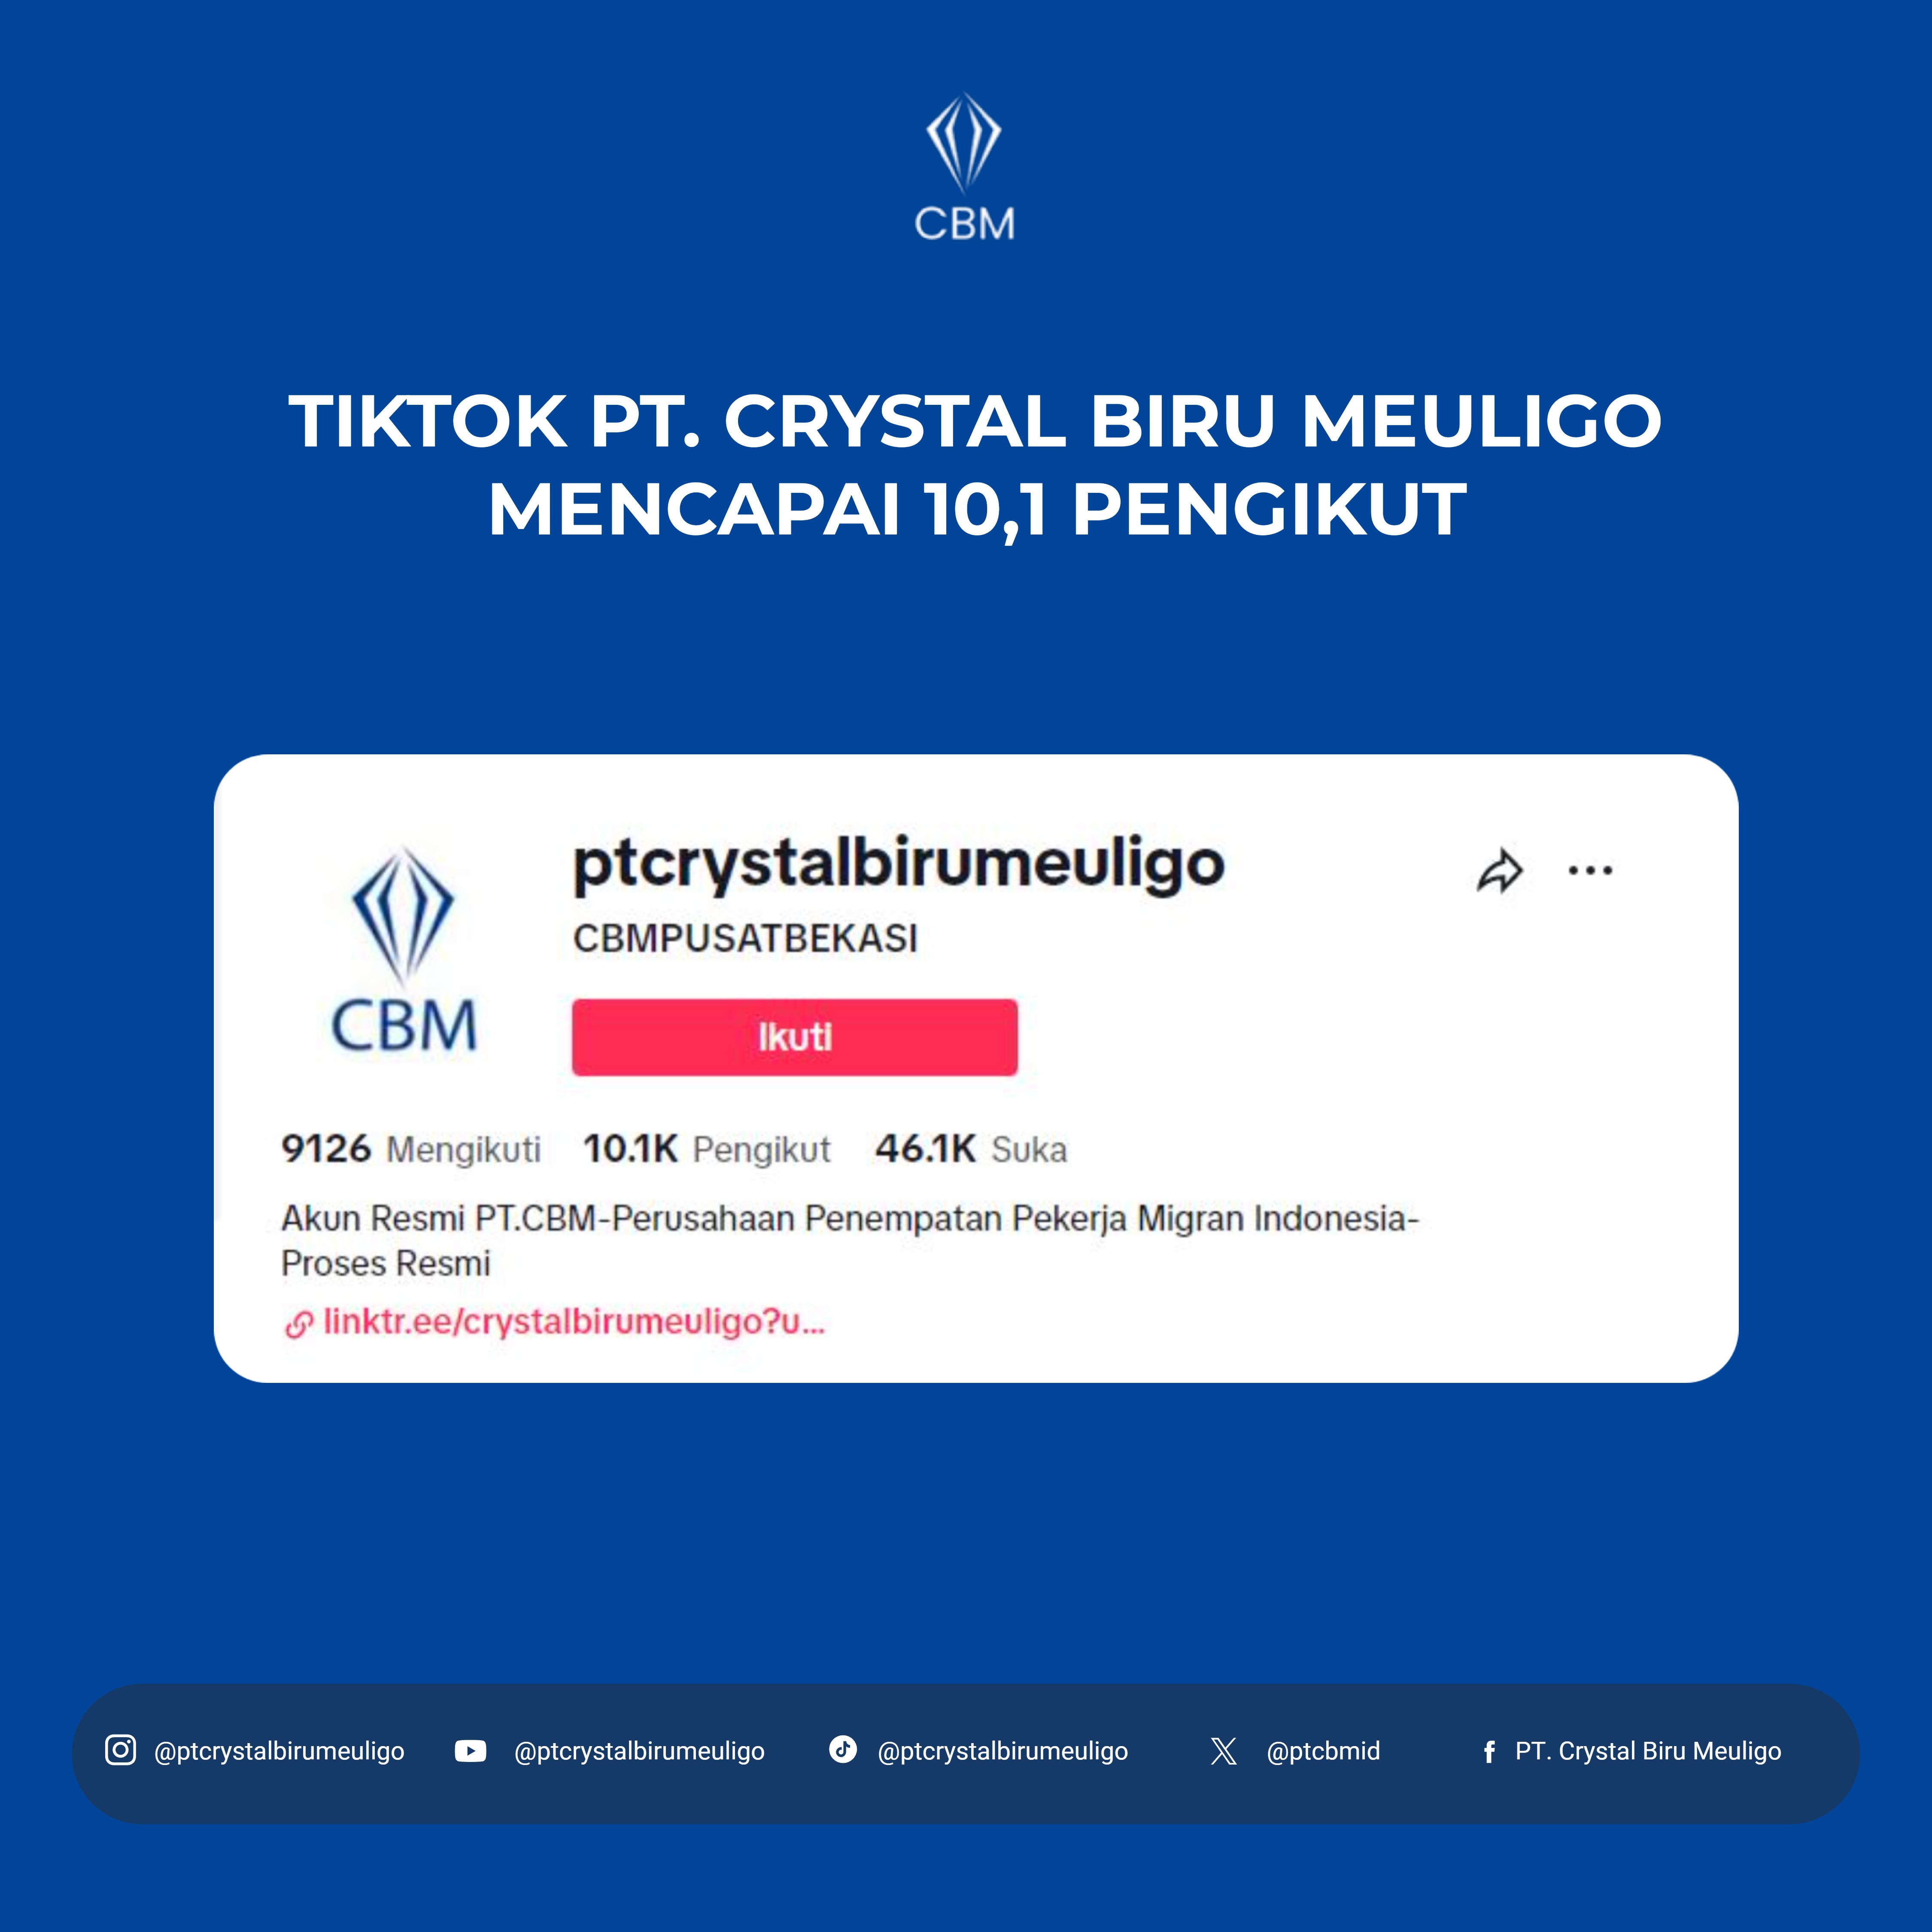 CBM
TIKTOK PT. CRYSTAL BIRU MEULIGO
MENCAPAI 10,1 PENGIKUT
CBM
ptcrystalbirumeuligo
CBMPUSATBEKASI
Ikuti
9126 Mengikuti 10.1K Pengikut 46.1K Suka
Akun Resmi PT.CBM-Perusahaan Penempatan Pekerja Migran Indonesia-
Proses Resmi
linktr.ee/crystalbirumeuligo?u...
@ptcrystalbirumeuligo @ptcrystalbirumeuligo @ptcrystalbirumeuligo @ptcbmid PT. Crystal Biru Meuligo